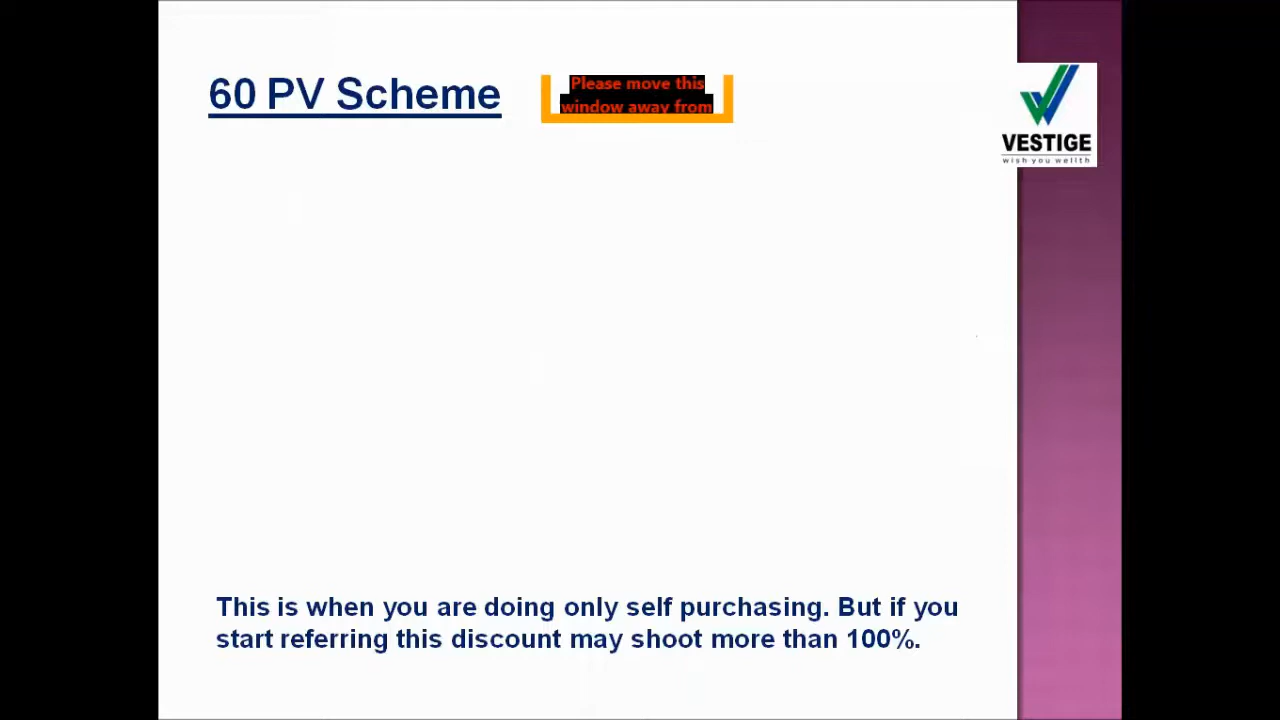 60 PV Scheme
Please move this
window away from
VESTIGE
wish you wellth
This is when you are doing only self purchasing. But if you
start referring this discount may shoot more than 100%.